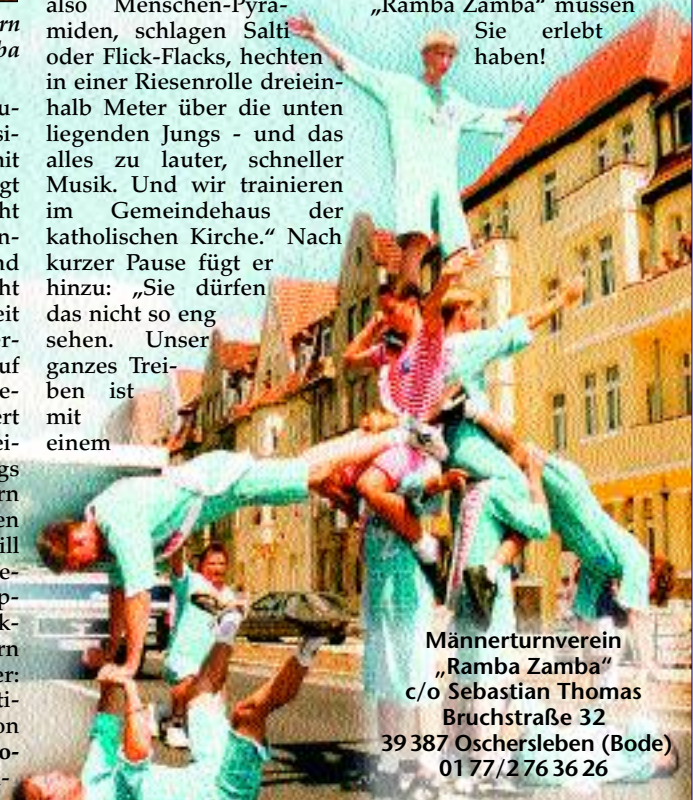 also Menschen-Pyra-
miden, schlagen Salti
oder Flick-Flacks, hechten
in einer Riesenrolle dreiein-
halb Meter über die unten
liegenden Jungs - und das
alles zu lauter, schneller
Musik. Und wir trainieren
im Gemeindehaus der
katholischen Kirche.“ Nach
kurzer Pause fügt er
hinzu: „Sie dürfen
das nicht so eng
sehen. Unser
ganzes Trei-
ben ist
mit
einem
„Ramba Zamba“ müssen
Sie erlebt
haben!
Männerturnverein
„Ramba Zamba“
c/o Sebastian Thomas
Bruchstraße 32
39 387 Oschersleben (Bode)
01 77/2 76 36 26